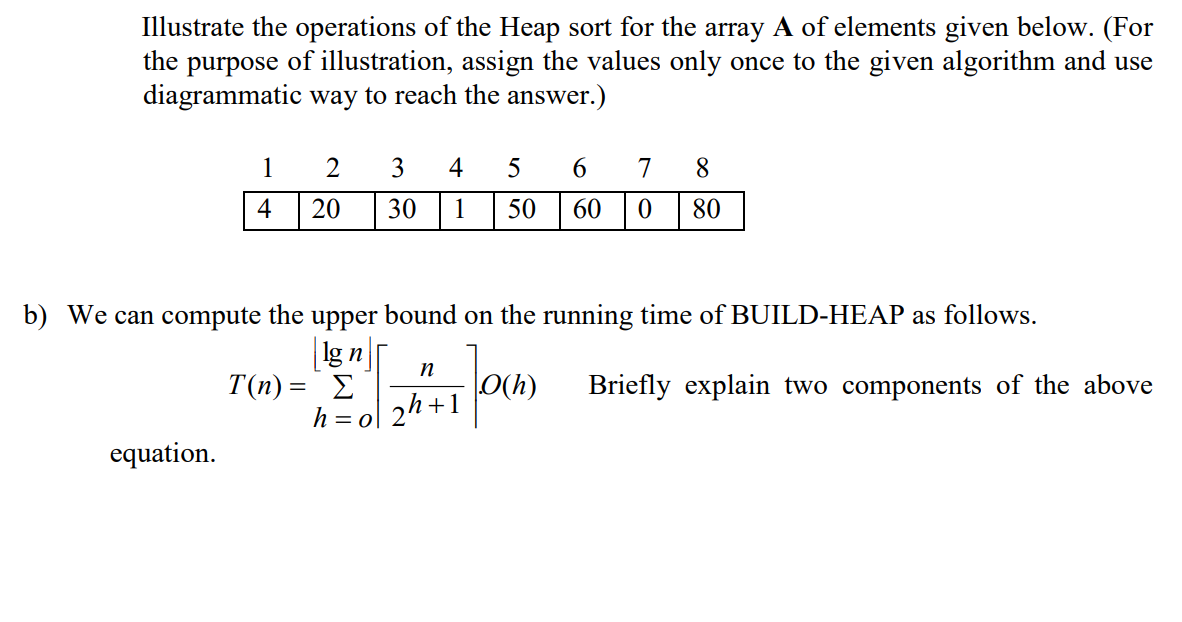 Illustrate the operations of the Heap sort for the array A of elements given below. (For
the purpose of illustration, assign the values only once to the given algorithm and use
diagrammatic way to reach the answer.)
1 2 3 4 5 6 7 8
4 20 30 1 50 60 0 80
b) We can compute the upper bound on the running time of BUILD-HEAP as follows.
⌊lg n⌋
T(n) = Σ ⌈n / 2^h+1⌉.O(h) Briefly explain two components of the above
h = o
equation.